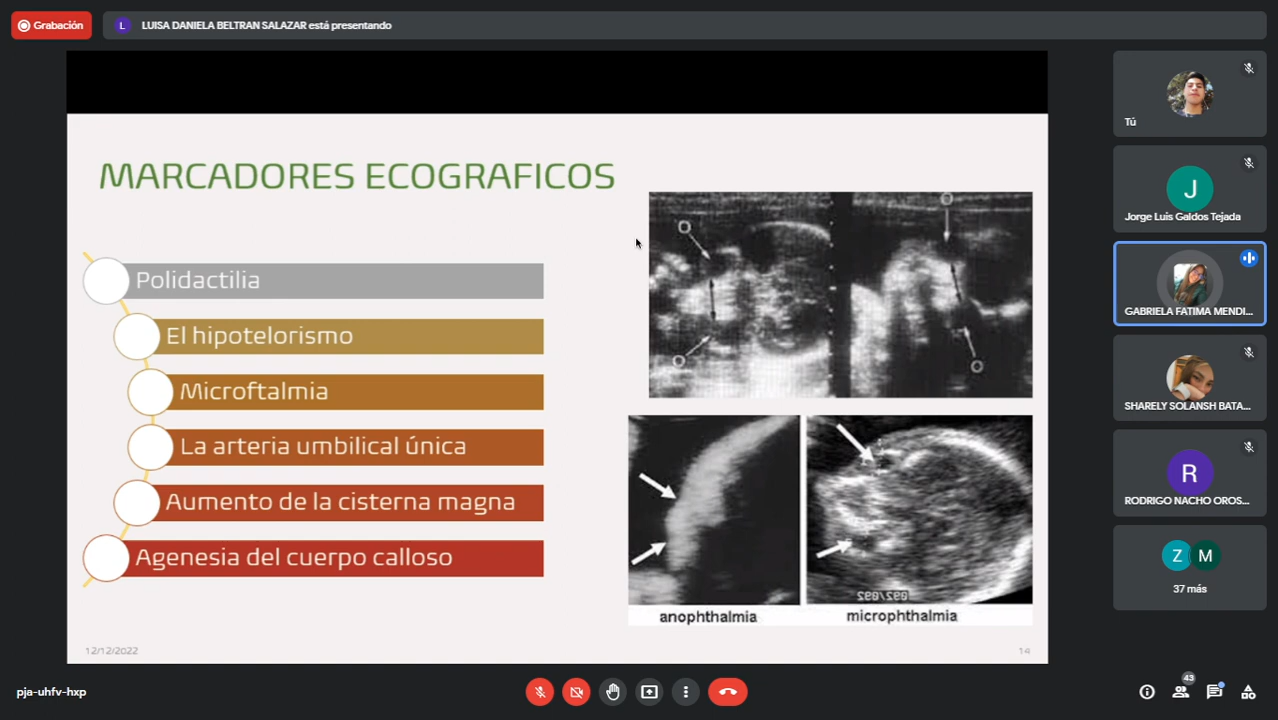 Grabación
L
LUISA DANIELA BELTRAN SALAZAR está presentando
MARCADORES ECOGRAFICOS
Polidactilia
El hipotelorismo
Microftalmia
La arteria umbilical única
Aumento de la cisterna magna
Agenesia del cuerpo calloso
O
O
O
O
anophthalmia
microphthalmia
12/12/2022
14
Tú
J
Jorge Luis Galdos Tejada
GABRIELA FATIMA MENDI...
SHARELY SOLANSH BATA...
R
RODRIGO NACHO OROS...
Z M
37 más
pja-uhfv-hxp
43